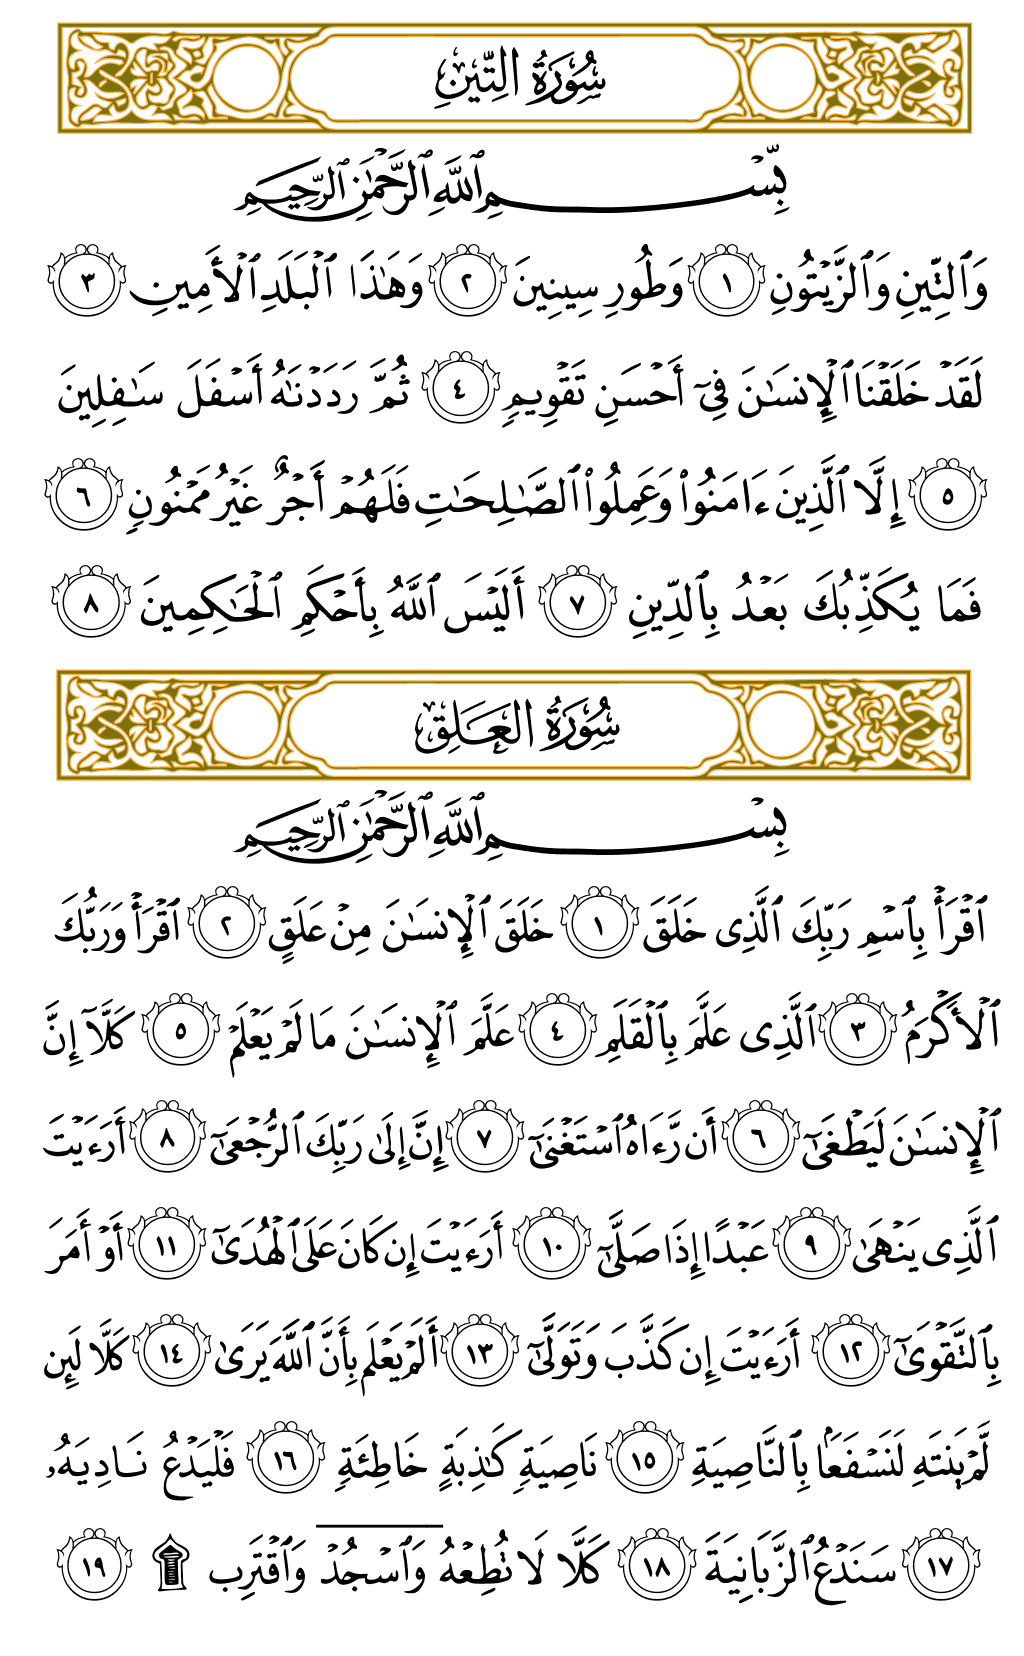 سُورَةُ التِّينِ
بِّسْمِ ٱللَّهِ ٱلرَّحْمَٰنِ ٱلرَّحِيمِ
وَٱلتِّينِ وَٱلزَّيْتُونِ ١ وَطُورِ سِينِينَ ٢ وَهَٰذَا ٱلْبَلَدِ ٱلْأَمِينِ ٣
لَقَدْ خَلَقْنَا ٱلْإِنسَٰنَ فِىٓ أَحْسَنِ تَقْوِيمٍ ٤ ثُمَّ رَدَدْنَٰهُ أَسْفَلَ سَٰفِلِينَ
٥ إِلَّا ٱلَّذِينَ ءَامَنُوا۟ وَعَمِلُوا۟ ٱلصَّٰلِحَٰتِ فَلَهُمْ أَجْرٌ غَيْرُ مَمْنُونٍ ٦
فَمَا يُكَذِّبُكَ بَعْدُ بِٱلدِّينِ ٧ أَلَيْسَ ٱللَّهُ بِأَحْكَمِ ٱلْحَٰكِمِينَ ٨
سُورَةُ العَلَقِ
بِسْمِ ٱللَّهِ ٱلرَّحْمَٰنِ ٱلرَّحِيمِ
ٱقْرَأْ بِٱسْمِ رَبِّكَ ٱلَّذِى خَلَقَ ١ خَلَقَ ٱلْإِنسَٰنَ مِنْ عَلَقٍ ٢ ٱقْرَأْ وَرَبُّكَ
ٱلْأَكْرَمُ ٣ ٱلَّذِى عَلَّمَ بِٱلْقَلَمِ ٤ عَلَّمَ ٱلْإِنسَٰنَ مَا لَمْ يَعْلَمْ ٥ كَلَّآ إِنَّ
ٱلْإِنسَٰنَ لَيَطْغَىٰٓ ٦ أَن رَّءَاهُ ٱسْتَغْنَىٰٓ ٧ إِنَّ إِلَىٰ رَبِّكَ ٱلرُّجْعَىٰٓ ٨ أَرَءَيْتَ
ٱلَّذِى يَنْهَىٰ ٩ عَبْدًا إِذَا صَلَّىٰٓ ١٠ أَرَءَيْتَ إِن كَانَ عَلَى ٱلْهُدَىٰٓ ١١ أَوْ أَمَرَ
بِٱلتَّقْوَىٰٓ ١٢ أَرَءَيْتَ إِن كَذَّبَ وَتَوَلَّىٰٓ ١٣ أَلَمْ يَعْلَم بِأَنَّ ٱللَّهَ يَرَىٰ ١٤ كَلَّا لَئِن
لَّمْ يَنتَهِ لَنَسْفَعًۢا بِٱلنَّاصِيَةِ ١٥ نَاصِيَةٍ كَٰذِبَةٍ خَاطِئَةٍ ١٦ فَلْيَدْعُ نَادِيَهُۥ
١٧ سَنَدْعُ ٱلزَّبَانِيَةَ ١٨ كَلَّا لَا تُطِعْهُ وَٱسْجُدْ وَٱقْتَرِب ۩ ١٩